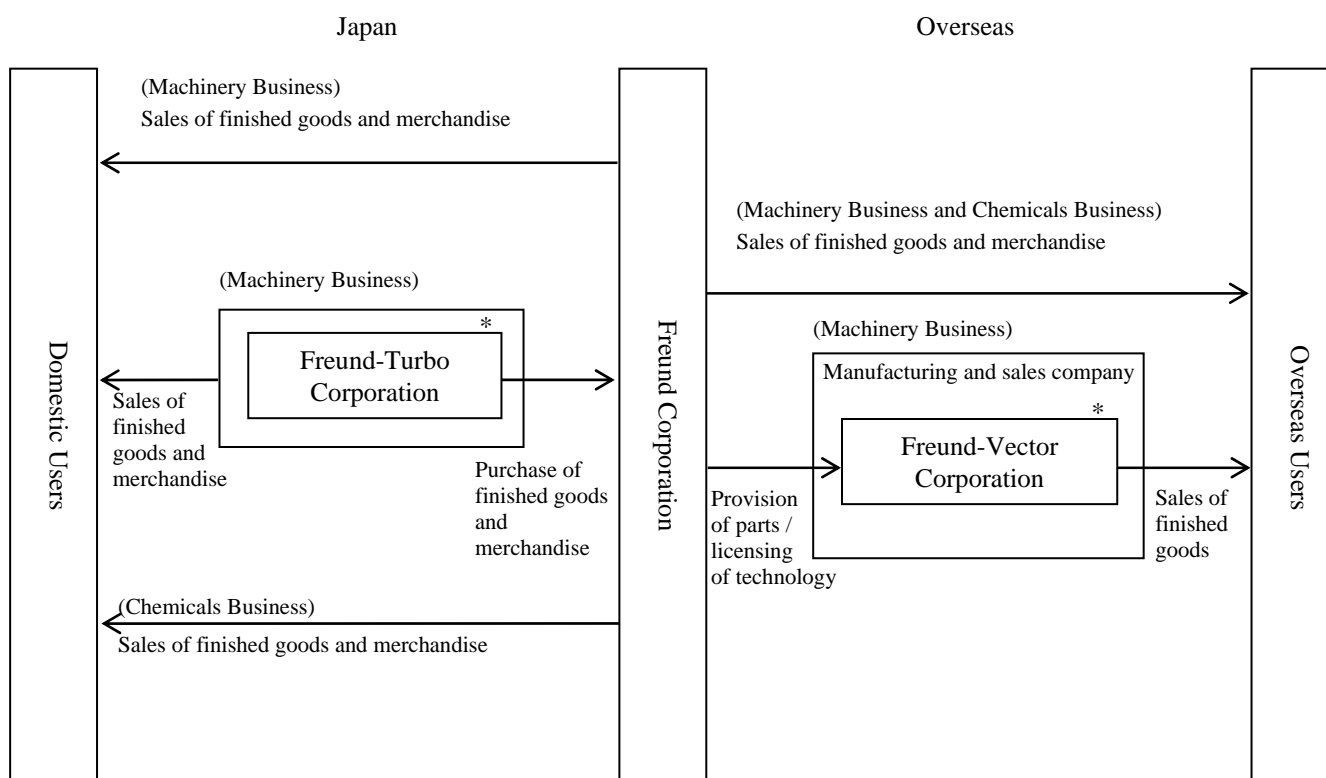 Japan
Overseas
(Machinery Business)
Sales of finished goods and merchandise
(Machinery Business and Chemicals Business)
Sales of finished goods and merchandise
(Machinery Business)
*
Freund-Turbo
Corporation
Domestic Users
Sales of
finished
goods and
merchandise
Purchase of
finished goods
and
merchandise
Freund Corporation
(Machinery Business)
Manufacturing and sales company
*
Freund-Vector
Corporation
Provision
of parts /
licensing
of technology
Sales of
finished
goods
Overseas Users
(Chemicals Business)
Sales of finished goods and merchandise